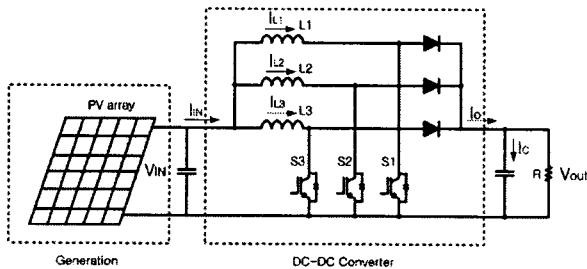 IL1 L1
IL2 L2
IL3 L3
PV array
IIN
IO
VIN
S3 S2 S1
IC
R
Vout
Generation
DC-DC Converter